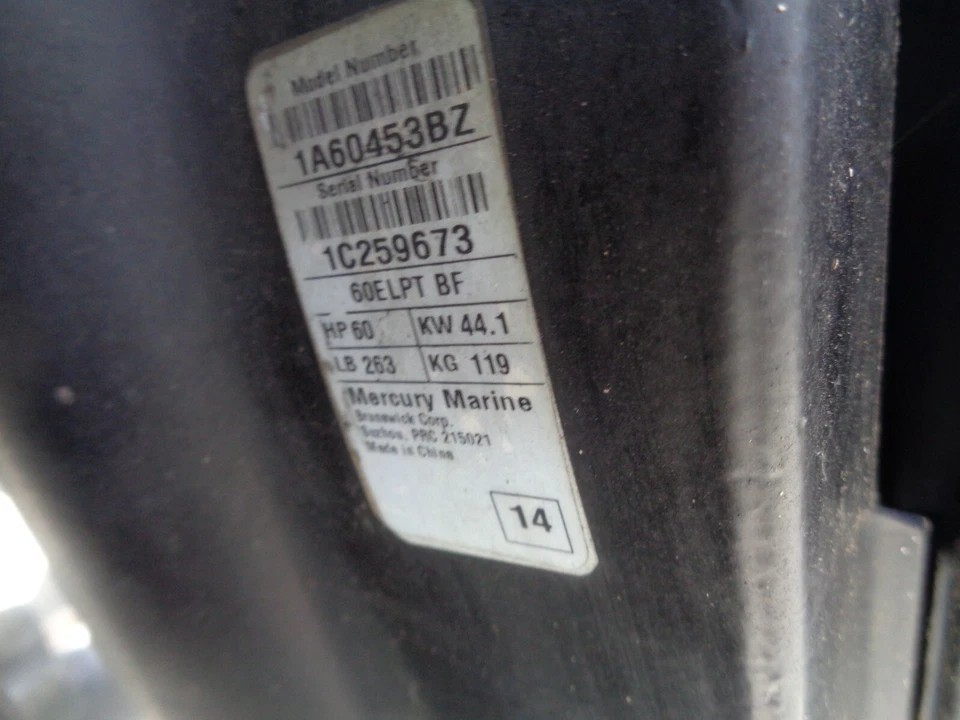 Model Number
1A60453BZ
Serial Number
1C259673
60ELPT BF
HP 60 KW 44.1
LB 263 KG 119
Mercury Marine
Brunswick Corp.
Suzhou, PRC 215021
Made in China
14